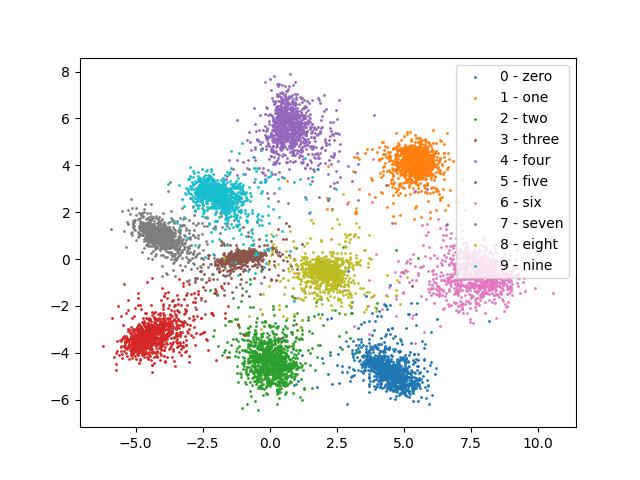 8
6
4
2
0
−2
−4
−6
−5.0 −2.5 0.0 2.5 5.0 7.5 10.0
0 - zero
1 - one
2 - two
3 - three
4 - four
5 - five
6 - six
7 - seven
8 - eight
9 - nine